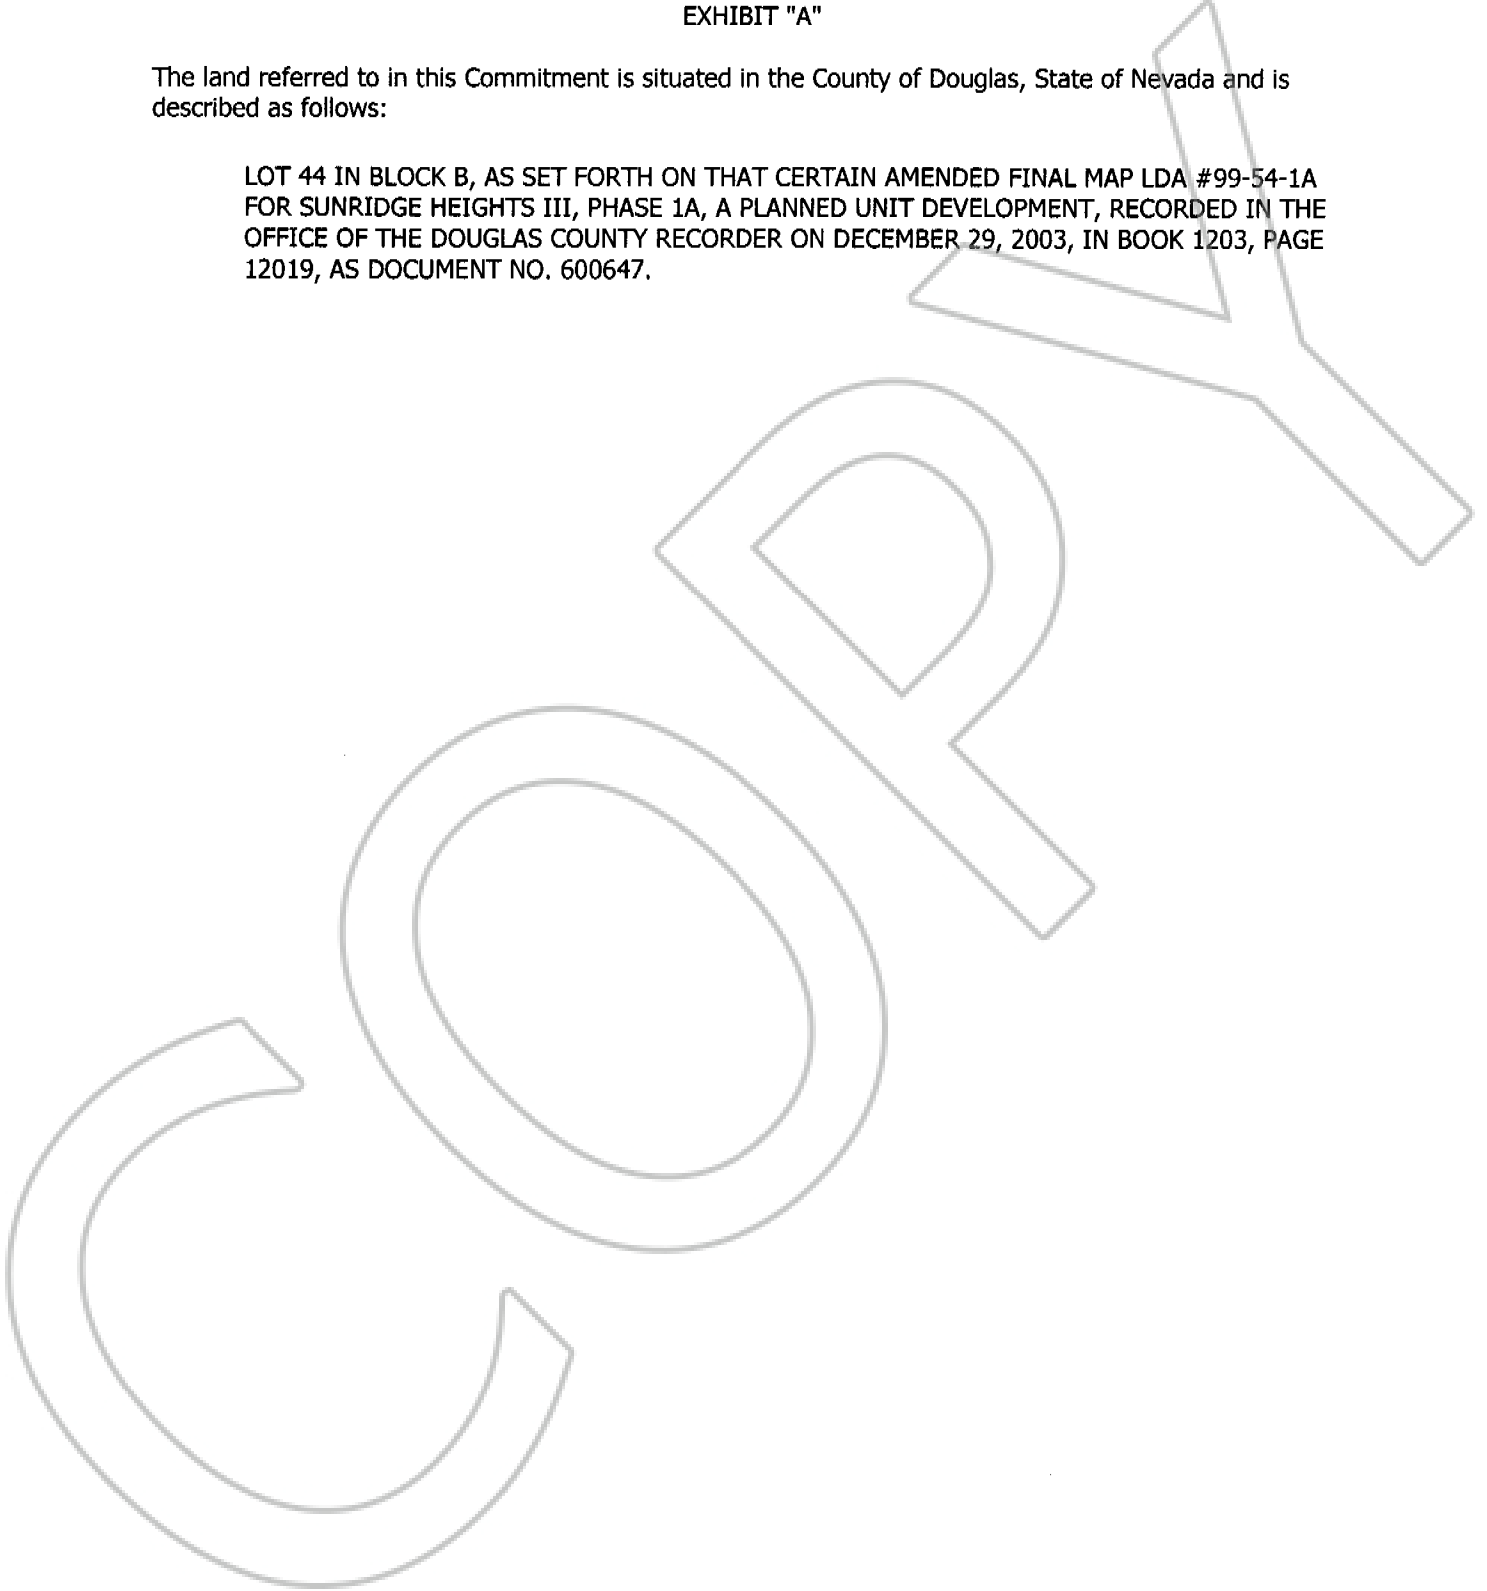 EXHIBIT "A"
The land referred to in this Commitment is situated in the County of Douglas, State of Nevada and is
described as follows:
LOT 44 IN BLOCK B, AS SET FORTH ON THAT CERTAIN AMENDED FINAL MAP LDA #99-54-1A
FOR SUNRIDGE HEIGHTS III, PHASE 1A, A PLANNED UNIT DEVELOPMENT, RECORDED IN THE
OFFICE OF THE DOUGLAS COUNTY RECORDER ON DECEMBER 29, 2003, IN BOOK 1203, PAGE
12019, AS DOCUMENT NO. 600647.
COPY